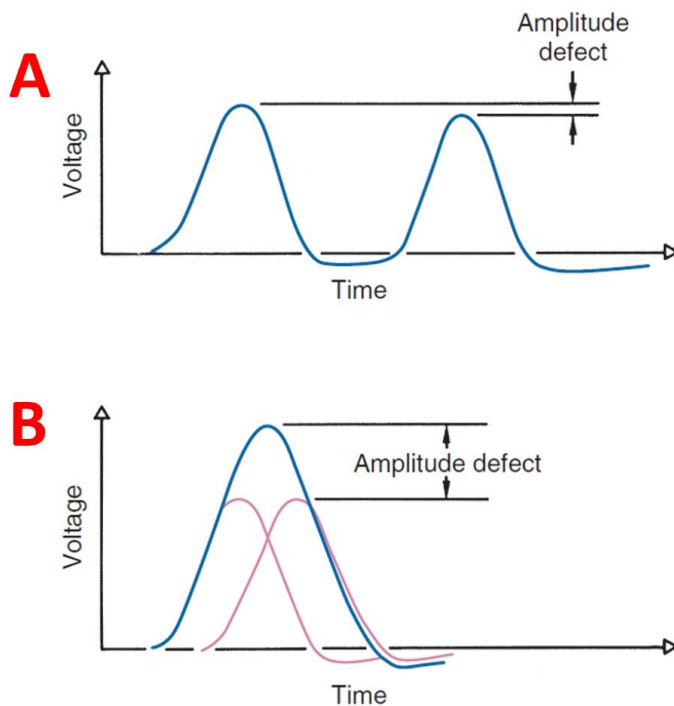 A
Amplitude
defect
Voltage
Time
B
Amplitude defect
Voltage
Time